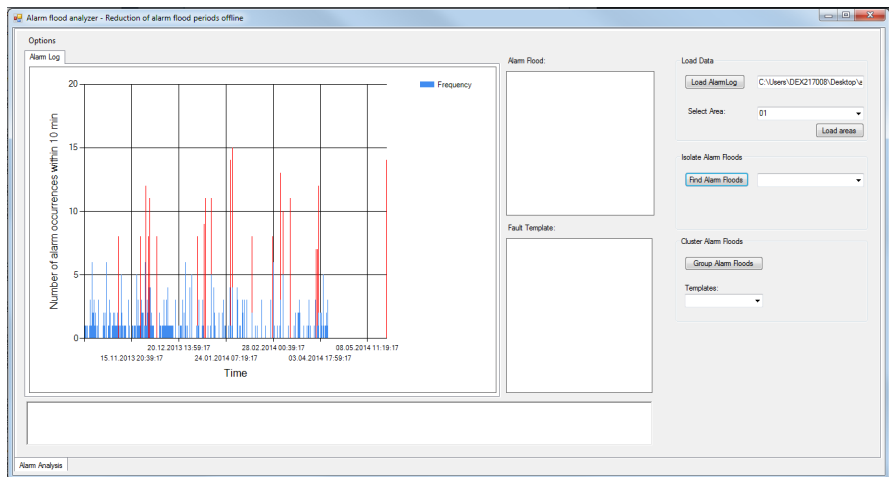 Alarm flood analyzer - Reduction of alarm flood periods offline
Options
Alarm Log
Number of alarm occurrences within 10 min
20
15
10
5
0
Frequency
20.12.2013 13:59:17
28.02.2014 00:39:17
08.05.2014 11:19:17
15.11.2013 20:39:17
24.01.2014 07:19:17
03.04.2014 17:59:17
Time
Alarm Flood:
Fault Template:
Load Data
Load AlarmLog
C:\Users\DEX217008\Desktop\a
Select Area:
01
Load areas
Isolate Alarm Floods
Find Alarm Floods
Cluster Alarm Floods
Group Alarm Floods
Templates:
Alarm Analysis